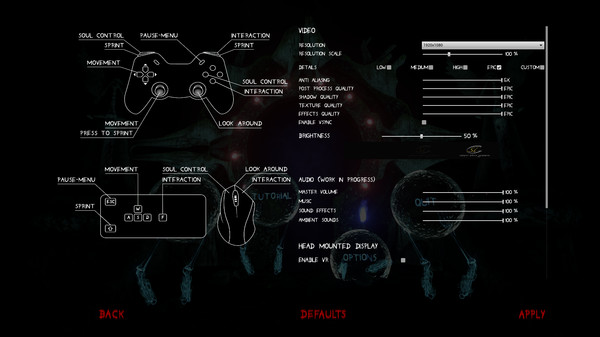 SOUL CONTROL
SPRINT
PAUSE-MENU
INTERACTION
SPRINT
MOVEMENT
SOUL CONTROL
INTERACTION
MOVEMENT
PRESS TO SPRINT
LOOK AROUND
PAUSE-MENU
MOVEMENT
SOUL CONTROL
INTERACTION
LOOK AROUND
INTERACTION
SPRINT
ESC
W
A S D
F
TUTORIAL
QUIT
OPTIONS
VIDEO
RESOLUTION 1920x1080
RESOLUTION SCALE 100 %
DETAILS LOW MEDIUM HIGH EPIC CUSTOM
ANTI ALIASING
POST PROCESS QUALITY EPIC
SHADOW QUALITY EPIC
TEXTURE QUALITY EPIC
EFFECTS QUALITY EPIC
ENABLE VSYNC
BRIGHTNESS 50 %
AUDIO (WORK IN PROGRESS)
MASTER VOLUME 100 %
MUSIC 100 %
SOUND EFFECTS 100 %
AMBIENT SOUNDS 100 %
HEAD MOUNTED DISPLAY
ENABLE VR
BACK
DEFAULTS
APPLY